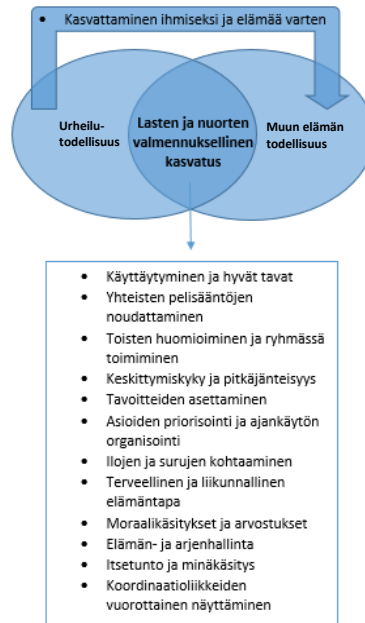 • Kasvattaminen ihmiseksi ja elämää varten
Urheilu-
todellisuus
Lasten ja nuorten
valmennuksellinen
kasvatus
Muun elämän
todellisuus
• Käyttäytyminen ja hyvät tavat
• Yhteisten pelisääntöjen
noudattaminen
• Toisten huomioiminen ja ryhmässä
toimiminen
• Keskittymiskyky ja pitkäjänteisyys
• Tavoitteiden asettaminen
• Asioiden priorisointi ja ajankäytön
organisointi
• Ilojen ja surujen kohtaaminen
• Terveellinen ja liikunnallinen
elämäntapa
• Moraalikäsitykset ja arvostukset
• Elämän- ja arjenhallinta
• Itsetunto ja minäkäsitys
• Koordinaatioliikkeiden
vuorottainen näyttäminen